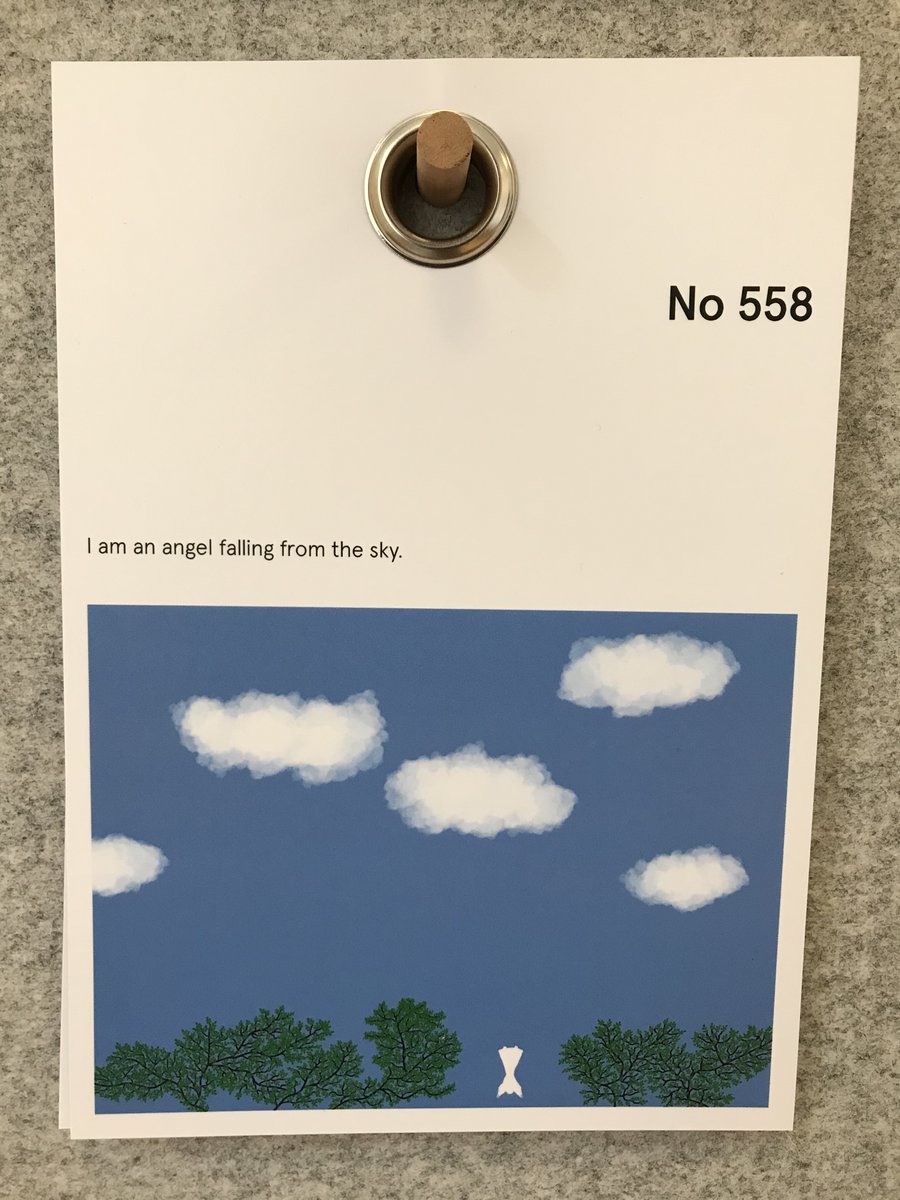 No 558
I am an angel falling from the sky.